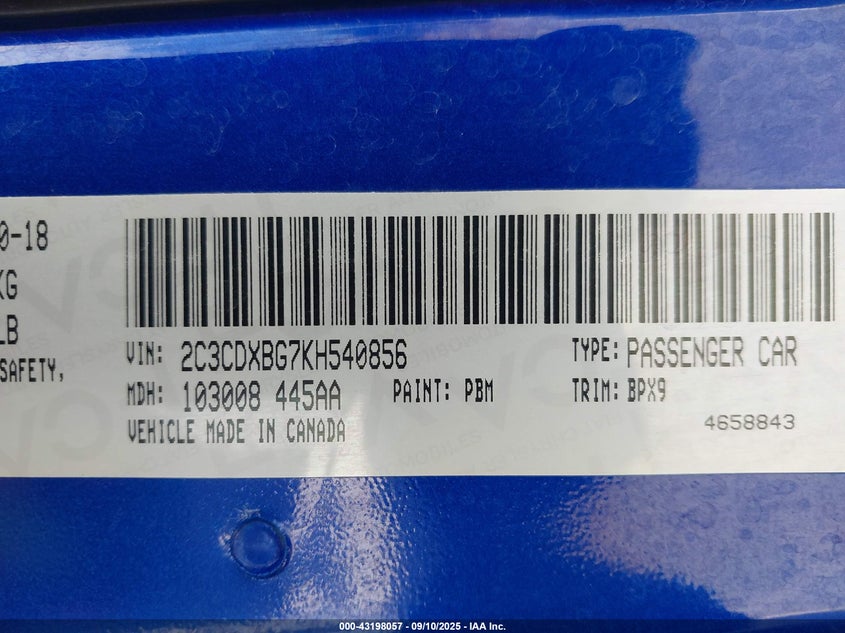 0-18
KG
LB
SAFETY,
VIN: 2C3CDXBG7KH540856 TYPE: PASSENGER CAR
MDH: 103008 445AA PAINT: PBM TRIM: BPX9
VEHICLE MADE IN CANADA
4658843
000-43198057 - 09/10/2025 - IAA Inc.